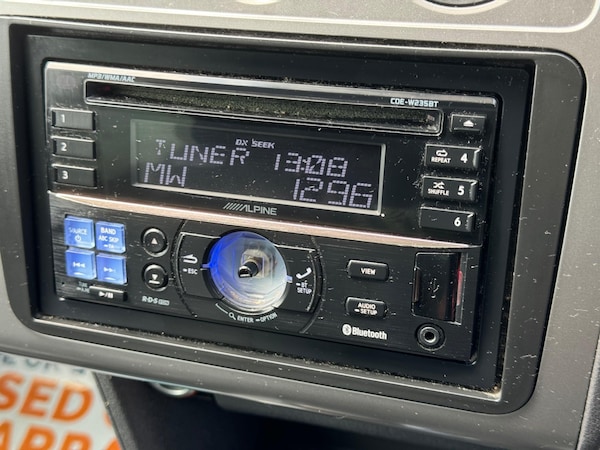 MP3/WMA/AAC
CDE-W235BT
1
2
3
DX SEEK
TUNER 13:08
MW 1296
REPEAT 4
SHUFFLE 5
6
ALPINE
SOURCE
BAND
ABC SKIP
ESC
VIEW
BT
SETUP
AUDIO
SETUP
R·D·S
ENTER OPTION
Bluetooth
SED
ARRA